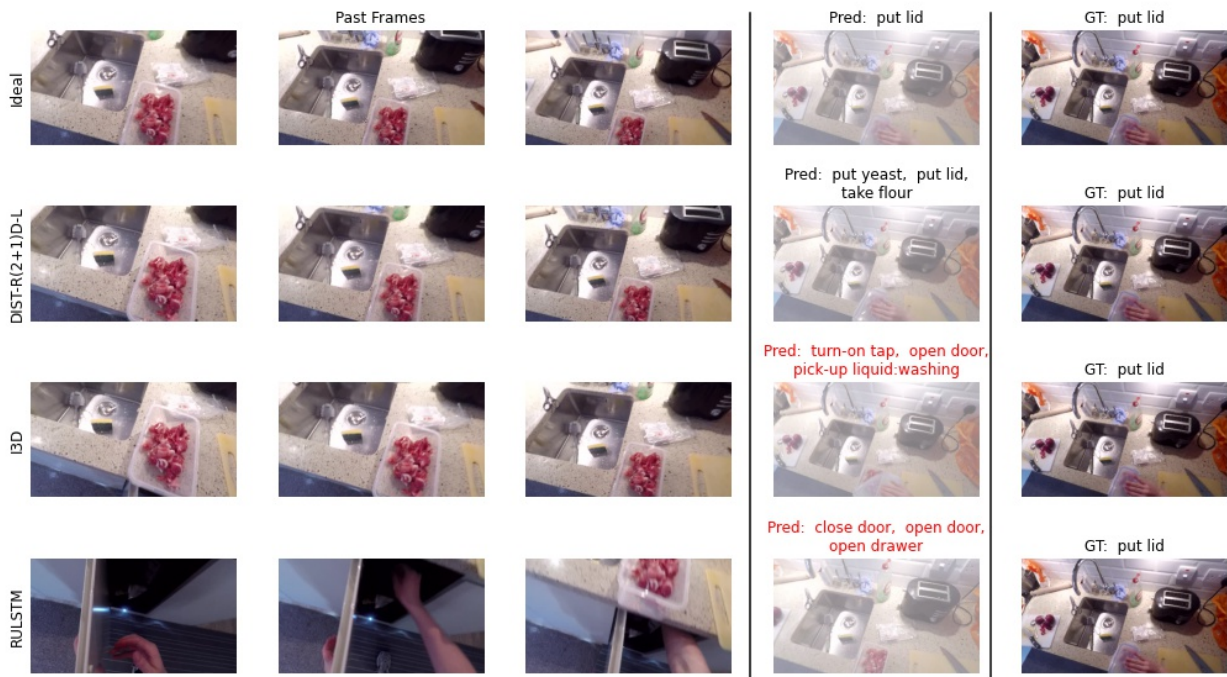 Past Frames
Pred:  put lid
GT:  put lid
Ideal
Pred:  put yeast,  put lid,
take flour
GT:  put lid
DIST-R(2+1)D-L
Pred:  turn-on tap,  open door,
pick-up liquid:washing
GT:  put lid
I3D
Pred:  close door,  open door,
open drawer
GT:  put lid
RULSTM